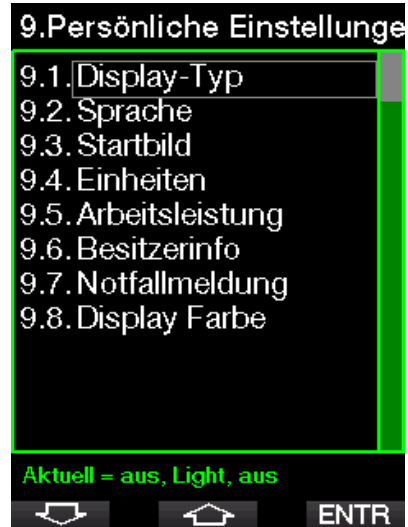 9.Persönliche Einstellunge
9.1. Display-Typ
9.2. Sprache
9.3. Startbild
9.4. Einheiten
9.5. Arbeitsleistung
9.6. Besitzerinfo
9.7. Notfallmeldung
9.8. Display Farbe
Aktuell = aus, Light, aus
ENTR